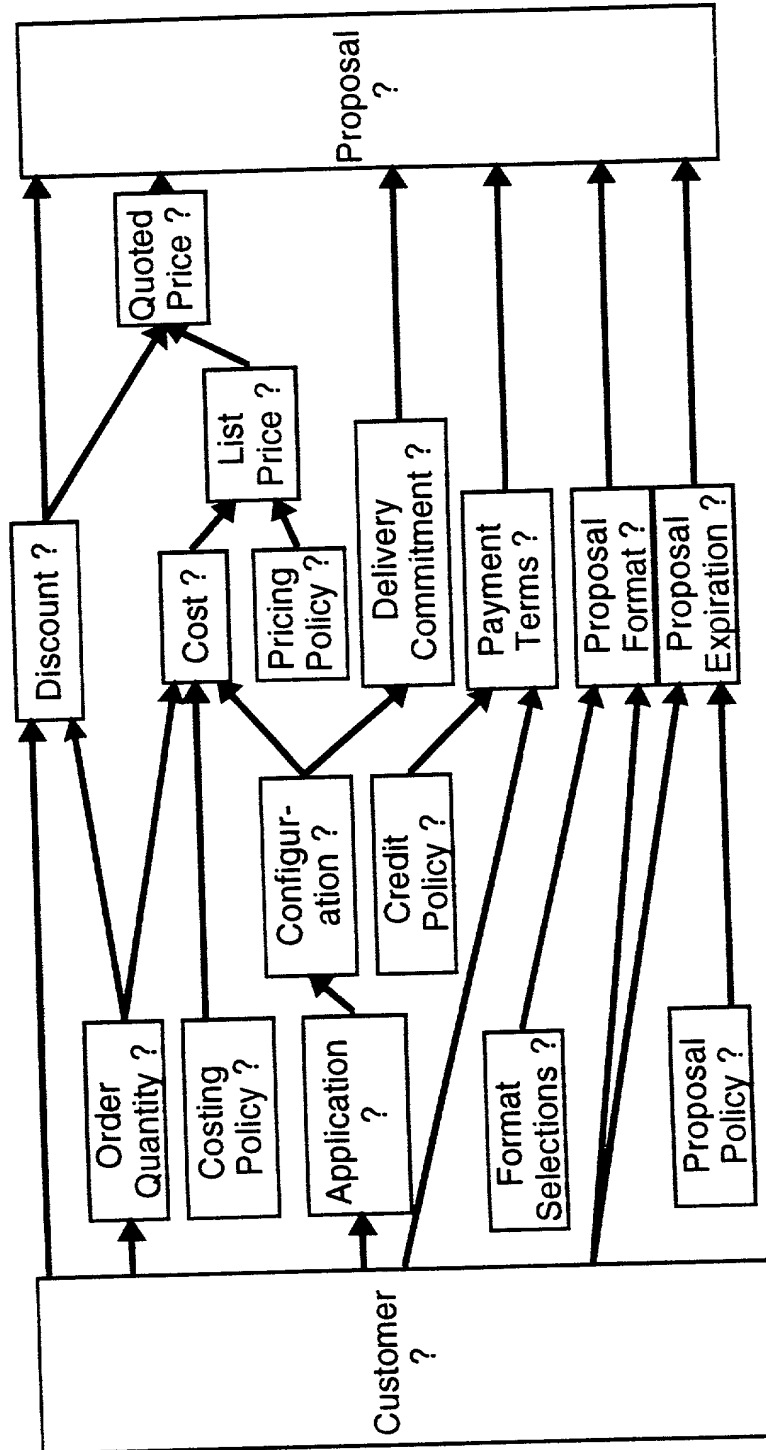 Customer
?
Order
Quantity ?
Costing
Policy ?
Application
?
Format
Selections ?
Proposal
Policy ?
Configur-
ation ?
Credit
Policy ?
Discount ?
Cost ?
Pricing
Policy ?
Delivery
Commitment ?
Payment
Terms ?
Proposal
Format ?
Proposal
Expiration ?
List
Price ?
Quoted
Price ?
Proposal
?